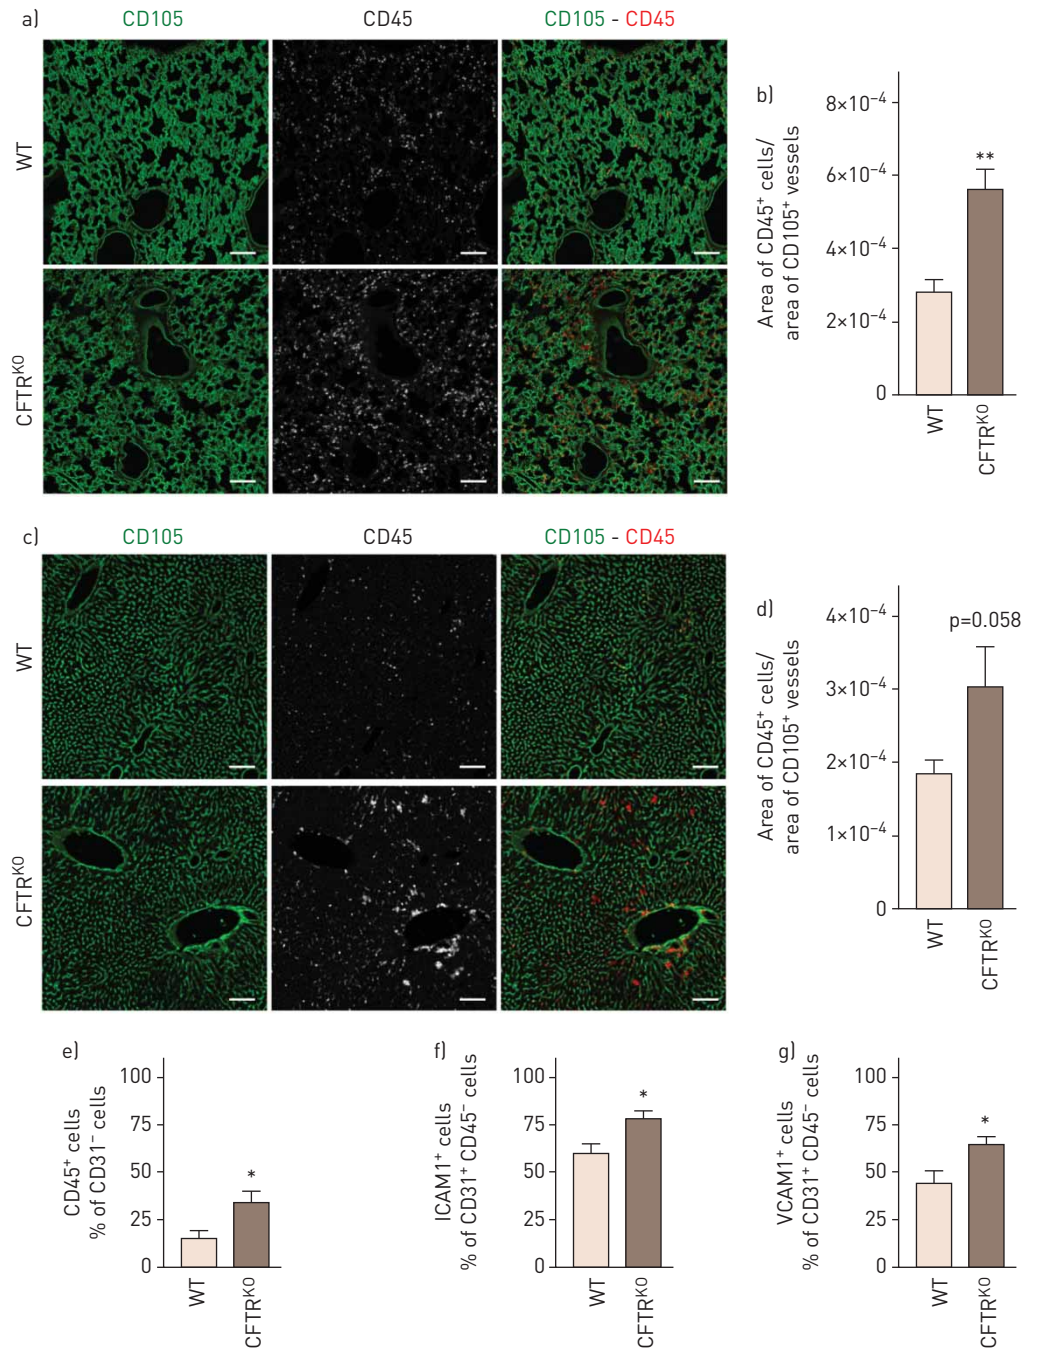 a) CD105 CD45 CD105 - CD45
WT
CFTRKO
b)
Area of CD45+ cells/
area of CD105+ vessels
8×10–4
6×10–4
4×10–4
2×10–4
0
**
WT
CFTRKO
c) CD105 CD45 CD105 - CD45
WT
CFTRKO
d)
Area of CD45+ cells/
area of CD105+ vessels
4×10–4
3×10–4
2×10–4
1×10–4
0
p=0.058
WT
CFTRKO
e)
CD45+ cells
% of CD31– cells
100
75
50
25
0
*
WT
CFTRKO
f)
ICAM1+ cells
% of CD31+ CD45– cells
100
75
50
25
0
*
WT
CFTRKO
g)
VCAM1+ cells
% of CD31+ CD45– cells
100
75
50
25
0
*
WT
CFTRKO